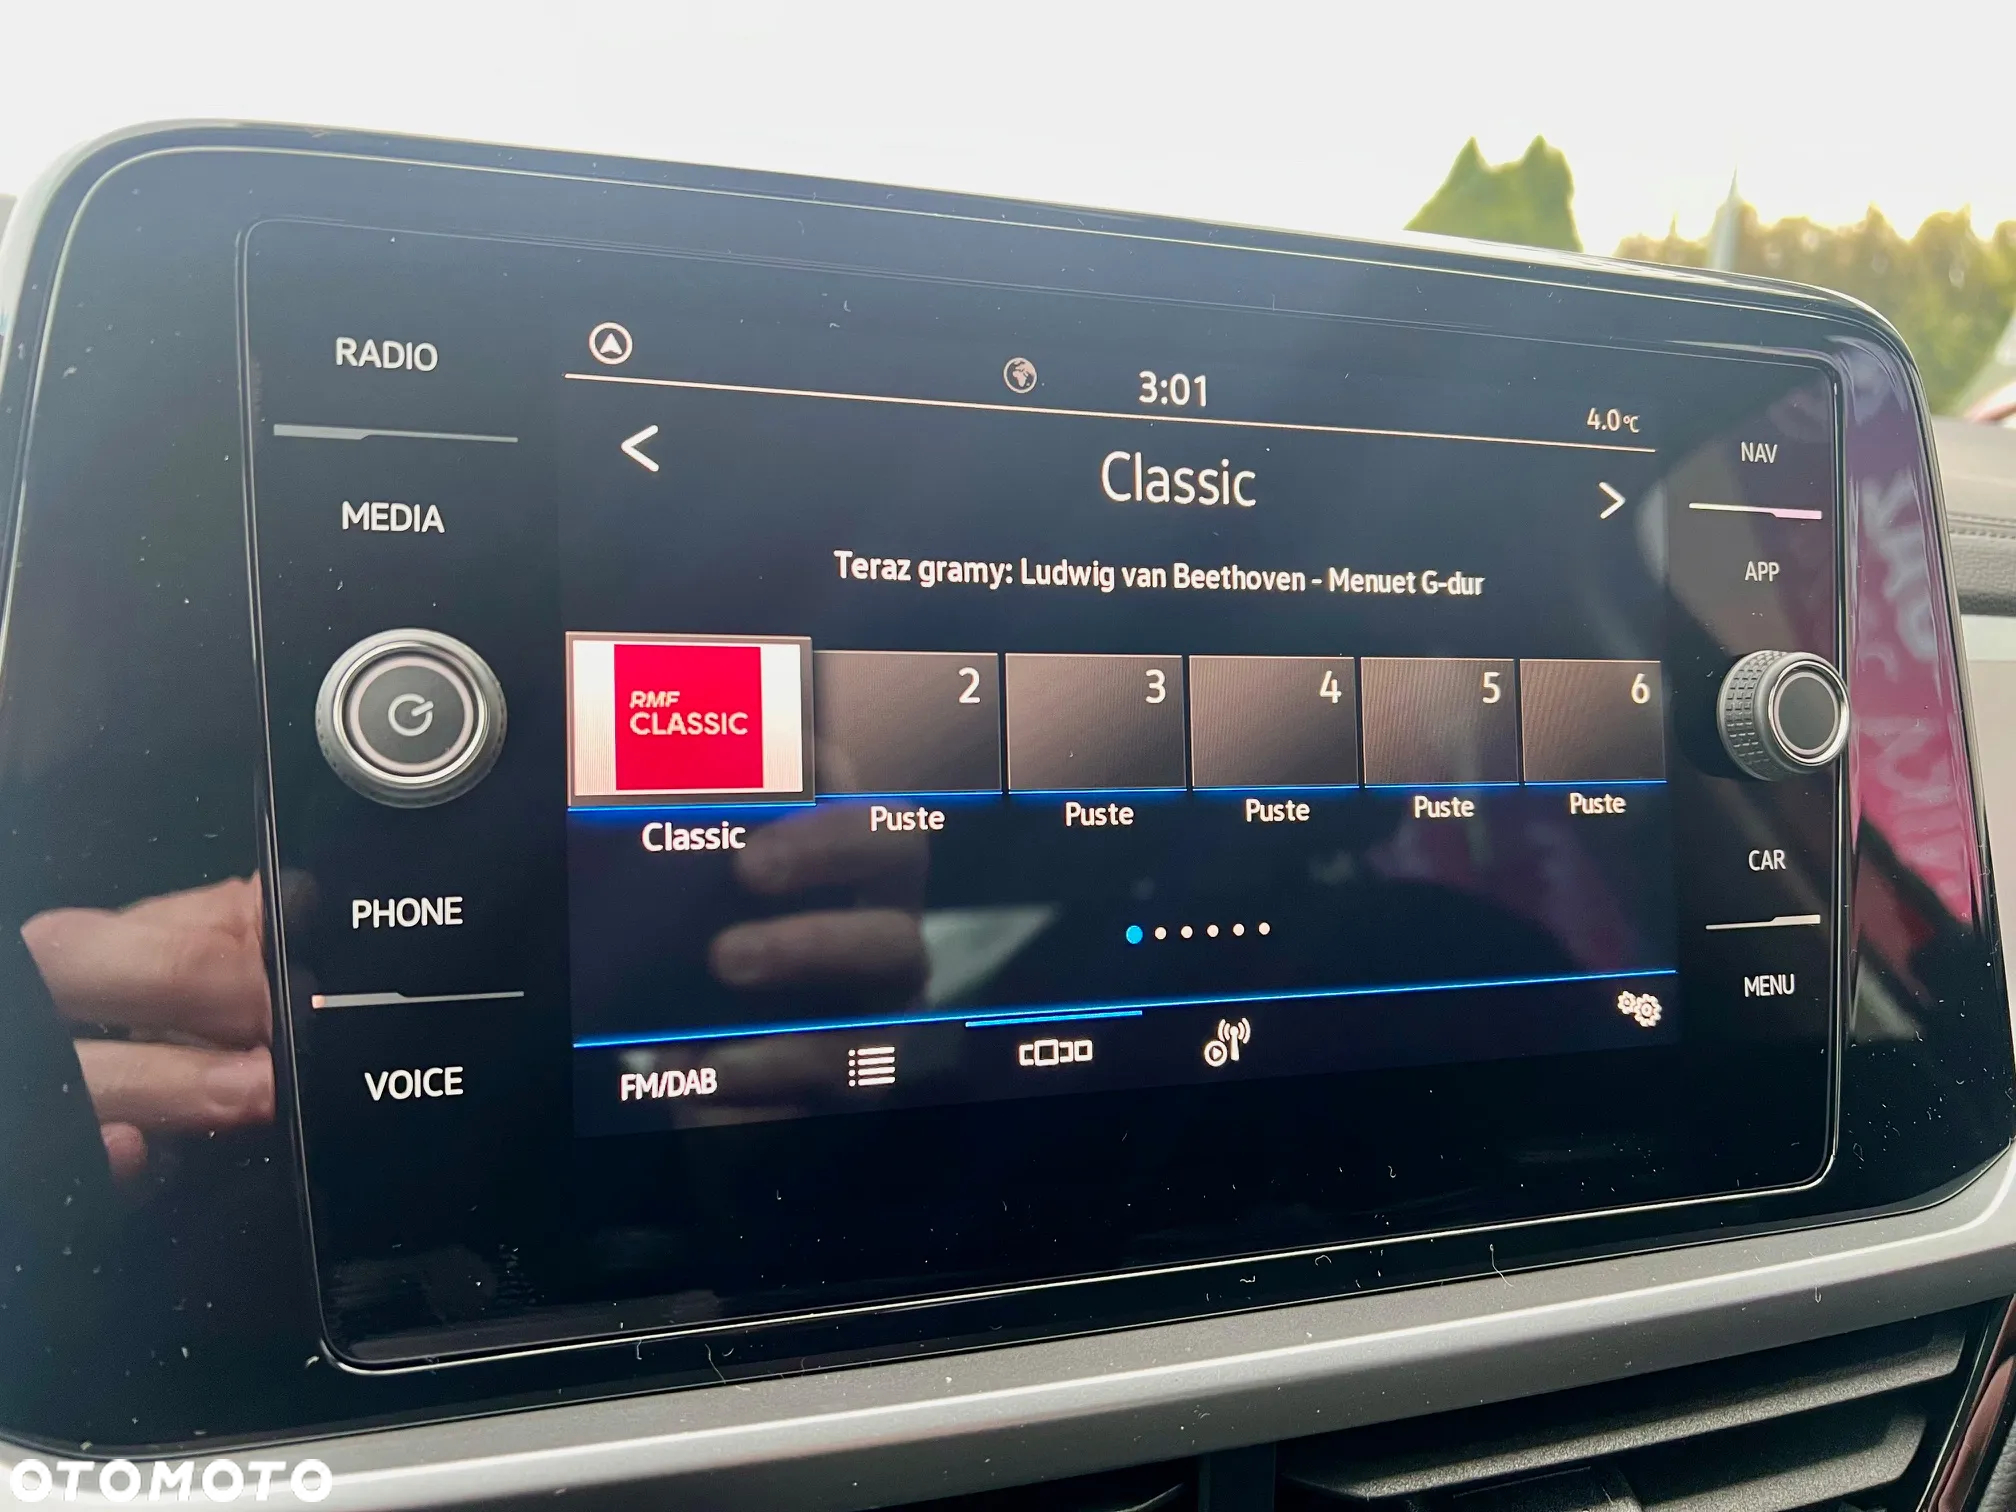 RADIO
MEDIA
PHONE
VOICE
3:01
4.0°C
Classic
Teraz gramy: Ludwig van Beethoven - Menuet G-dur
RMF
CLASSIC
2
3
4
5
6
Classic
Puste
Puste
Puste
Puste
Puste
FM/DAB
NAV
APP
CAR
MENU
OTOMOTO